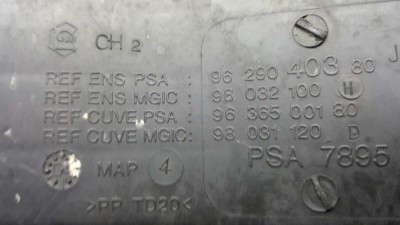 CH 2
REF ENS PSA : 96 290 403 80
REF ENS MGIC: 96 032 100 H
REF CUVE PSA : 96 365 001 80
REF CUVE MGIC: 98 031 120 D
MAP 4 PSA 7895
>PP TD20<